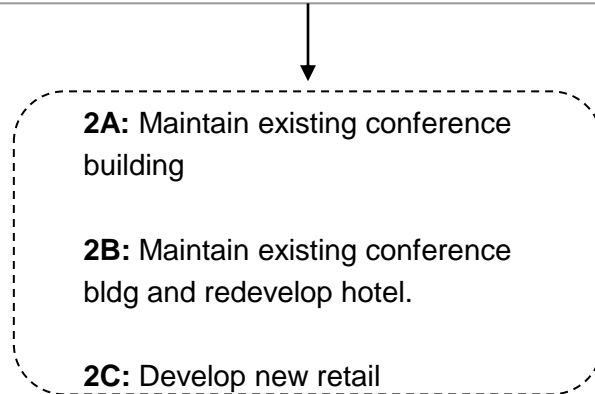 2A: Maintain existing conference
building
2B: Maintain existing conference
bldg and redevelop hotel.
2C: Develop new retail